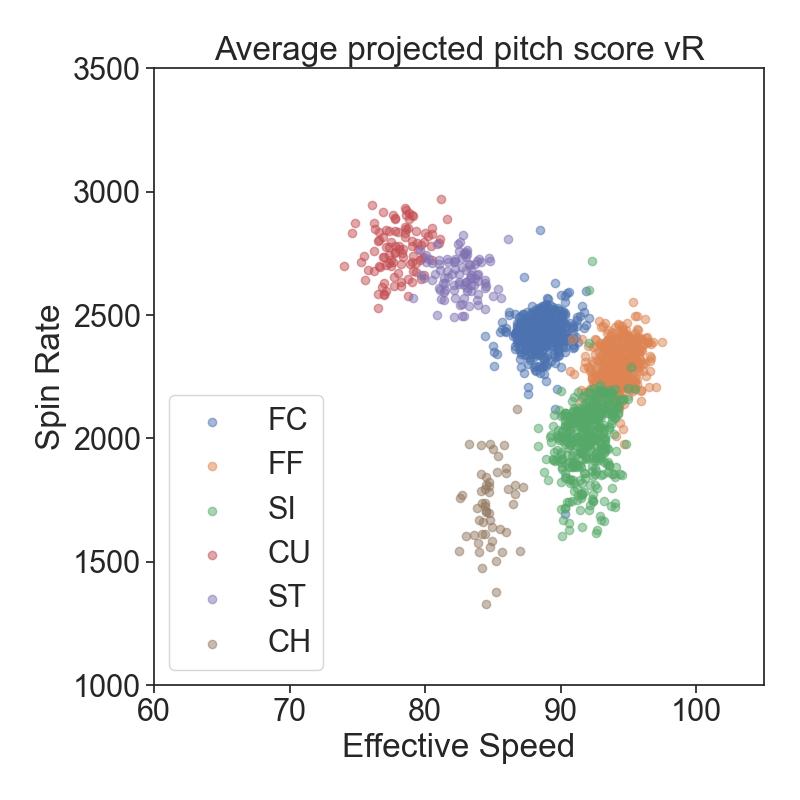 Average projected pitch score vR
3500
3000
2500
2000
1500
1000
Spin Rate
FC
FF
SI
CU
ST
CH
60 70 80 90 100
Effective Speed